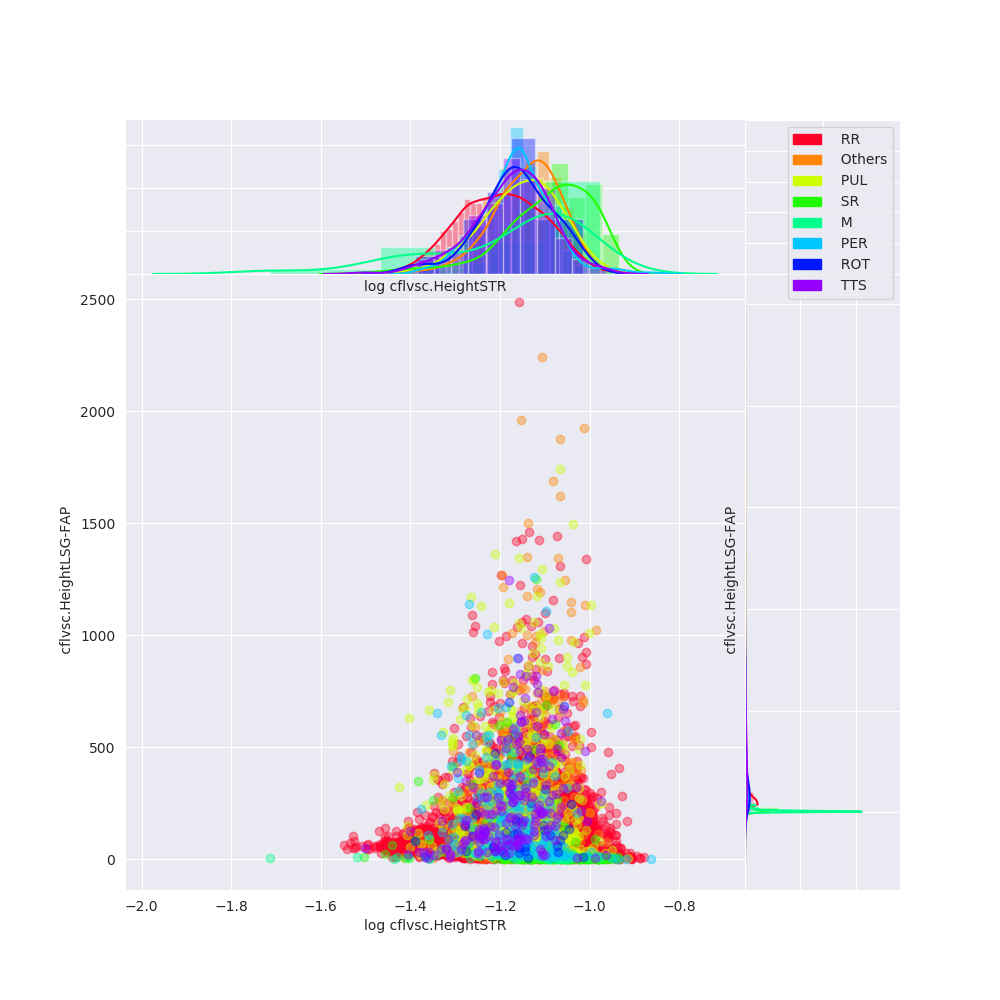 RR
Others
PUL
SR
M
PER
ROT
TTS
log cflvsc.HeightSTR
2500
2000
1500
1000
500
0
cflvsc.HeightLSG-FAP
cflvsc.HeightLSG-FAP
−2.0 −1.8 −1.6 −1.4 −1.2 −1.0 −0.8
log cflvsc.HeightSTR